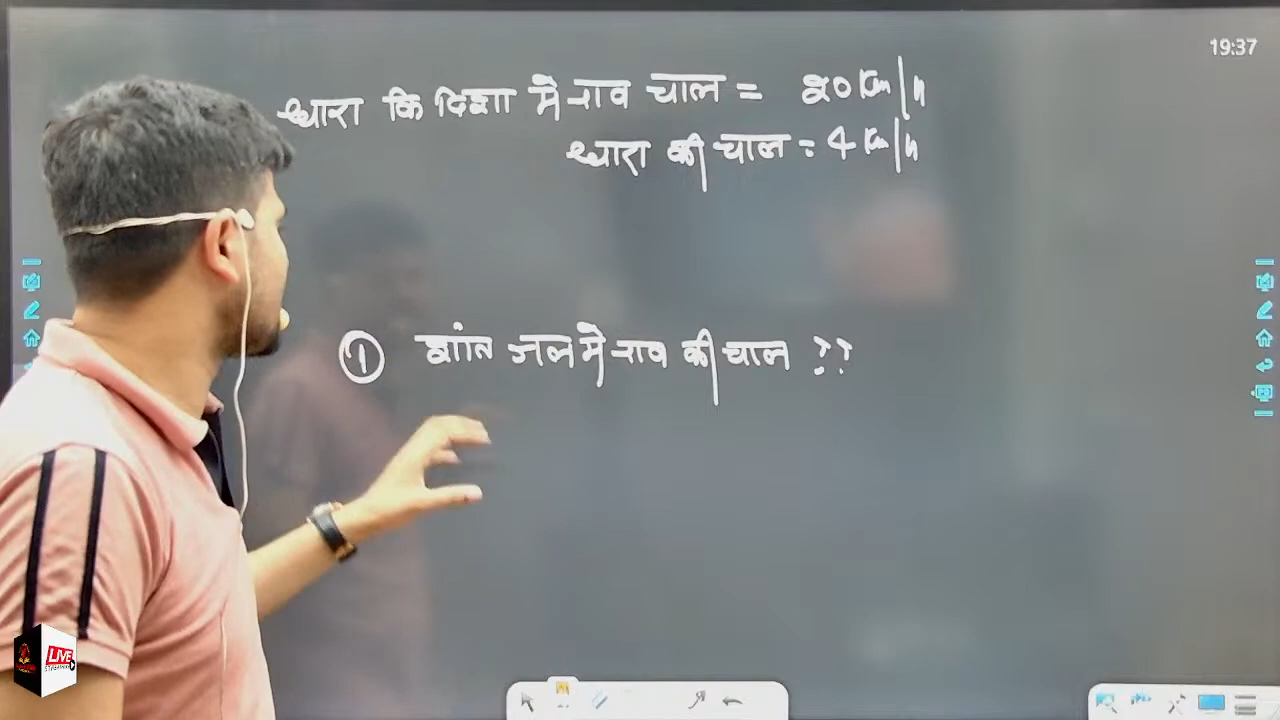 19:37
धारा कि दिशा में नाव चाल = 20 Km/h
धारा की चाल = 4 Km/h
① शांत जल में नाव की चाल ??
LIVE